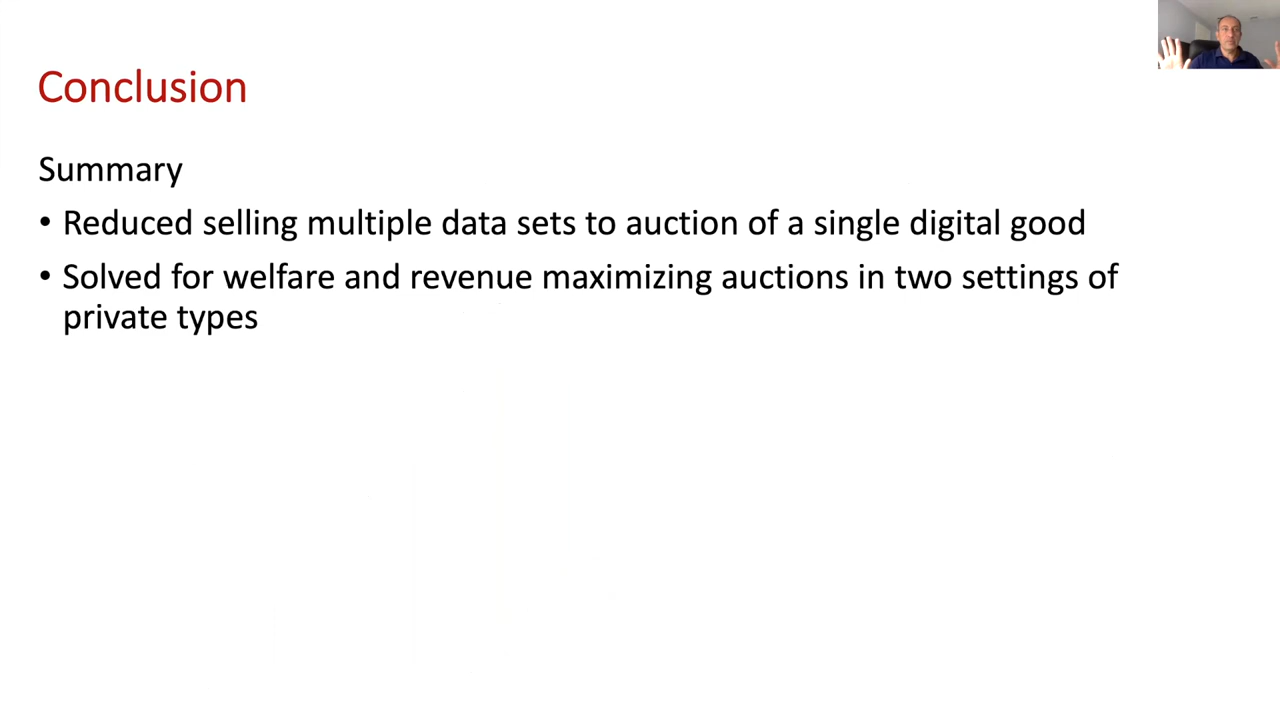 Conclusion
Summary
• Reduced selling multiple data sets to auction of a single digital good
• Solved for welfare and revenue maximizing auctions in two settings of
private types